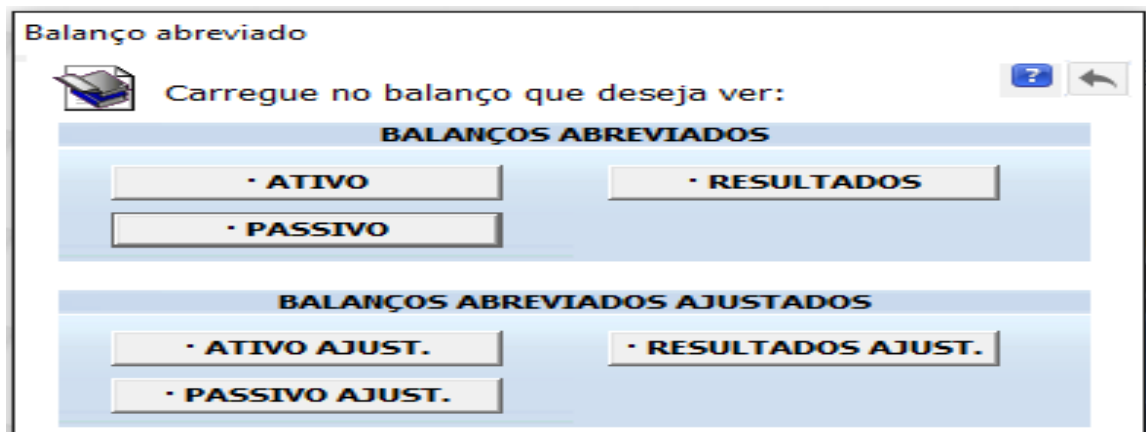 Balanço abreviado
Carregue no balanço que deseja ver:
?
BALANÇOS ABREVIADOS
· ATIVO
· RESULTADOS
· PASSIVO
BALANÇOS ABREVIADOS AJUSTADOS
· ATIVO AJUST.
· RESULTADOS AJUST.
· PASSIVO AJUST.